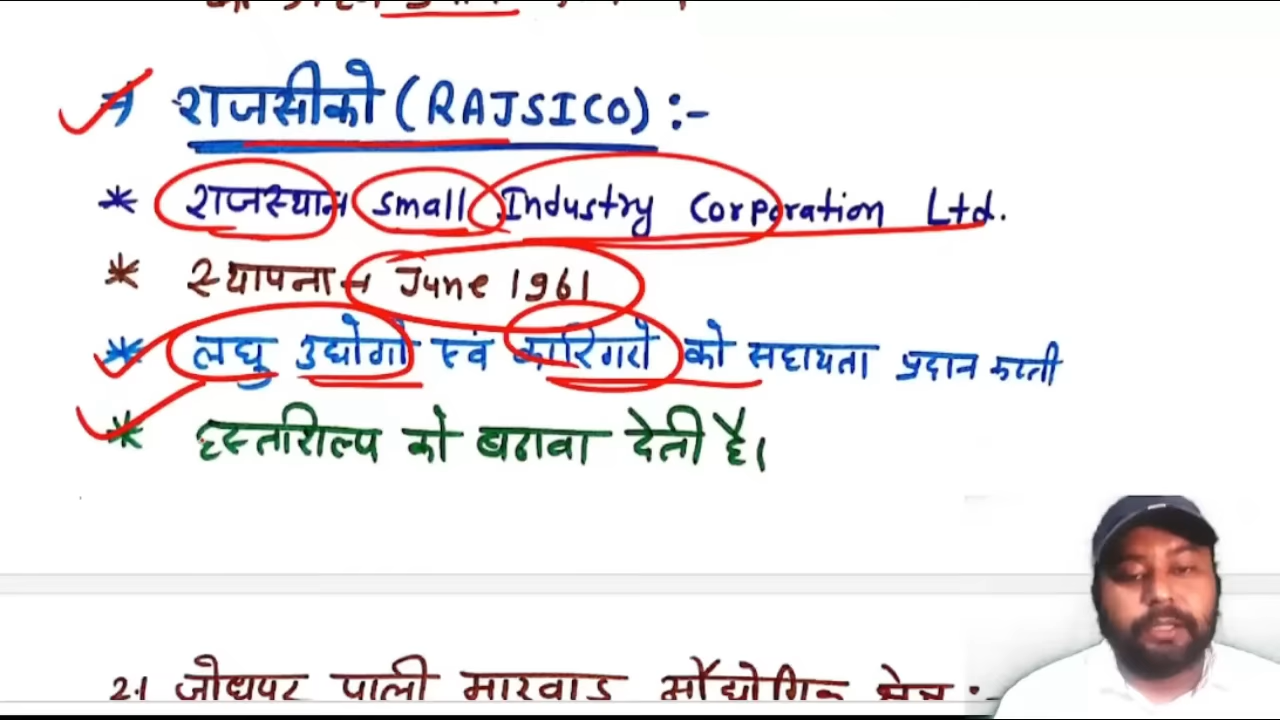 → राजसीको (RAJSICO) :-
* राजस्थान Small Industry Corporation Ltd.
* स्थापना → June 1961
* लघु उद्योगो एवं कारिगरो को सहायता प्रदान करती
* हस्तशिल्प को बढावा देती है।
2.1 जोधपुर पाली मारवाड औद्योगिक क्षेत्र :-